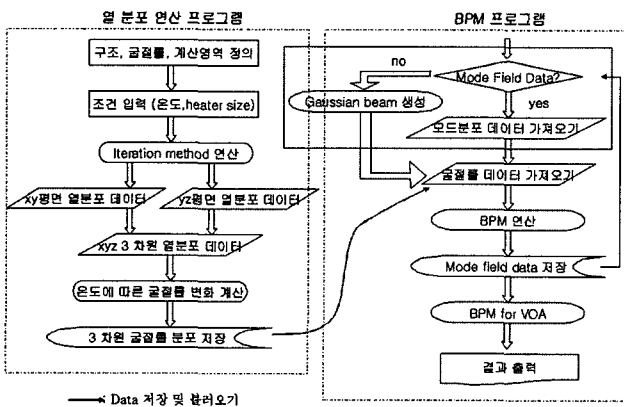 열 분포 연산 프로그램
구조, 굴절률, 계산영역 정의
조건 입력 (온도,heater size)
Iteration method 연산
xy평면 열분포 데이터
yz평면 열분포 데이터
xyz 3 차원 열분포 데이터
온도에 따른 굴절률 변화 계산
3 차원 굴절률 분포 저장
BPM 프로그램
no
Mode Field Data?
Gaussian beam 생성
yes
모드분포 데이터 가져오기
굴절률 데이터 가져오기
BPM 연산
Mode field data 저장
BPM for VOA
결과 출력
Data 저장 및 불러오기